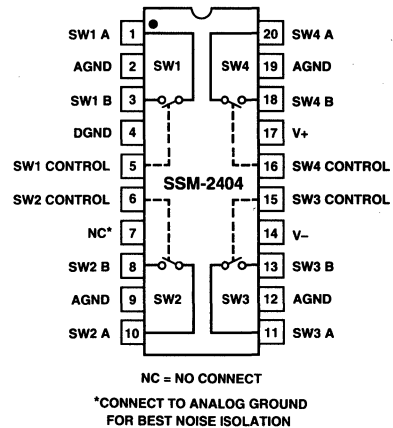 SW1 A 1 20 SW4 A
AGND 2 SW1 SW4 19 AGND
SW1 B 3 18 SW4 B
DGND 4 17 V+
SW1 CONTROL 5 16 SW4 CONTROL
SSM-2404
SW2 CONTROL 6 15 SW3 CONTROL
NC* 7 14 V–
SW2 B 8 13 SW3 B
AGND 9 SW2 SW3 12 AGND
SW2 A 10 11 SW3 A
NC = NO CONNECT
*CONNECT TO ANALOG GROUND
FOR BEST NOISE ISOLATION